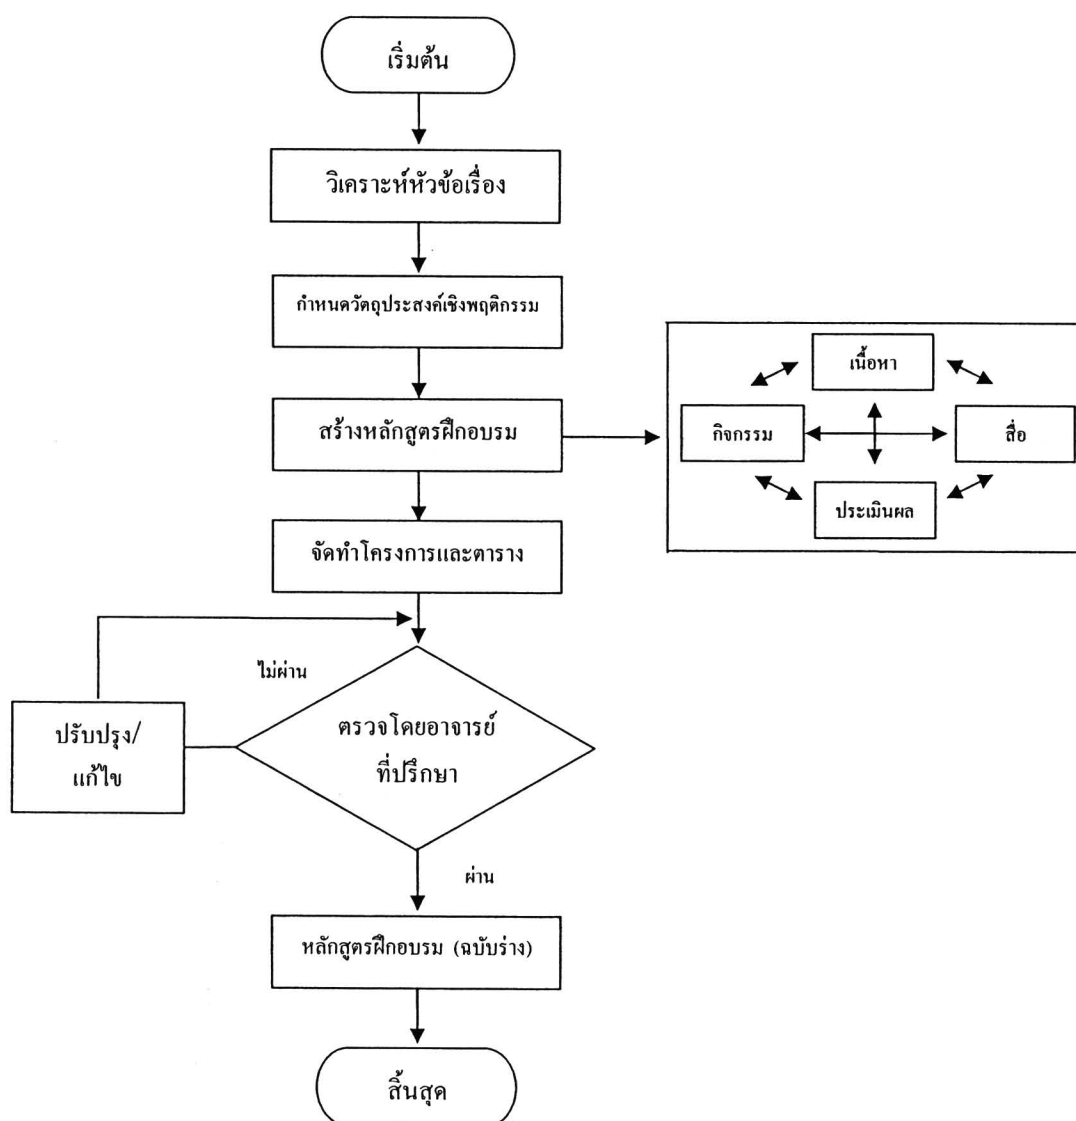 เริ่มต้น
วิเคราะห์หัวข้อเรื่อง
กำหนดวัตถุประสงค์เชิงพฤติกรรม
สร้างหลักสูตรฝึกอบรม
เนื้อหา
กิจกรรม
สื่อ
ประเมินผล
จัดทำโครงการและตาราง
ไม่ผ่าน
ปรับปรุง/
แก้ไข
ตรวจโดยอาจารย์
ที่ปรึกษา
ผ่าน
หลักสูตรฝึกอบรม (ฉบับร่าง)
สิ้นสุด